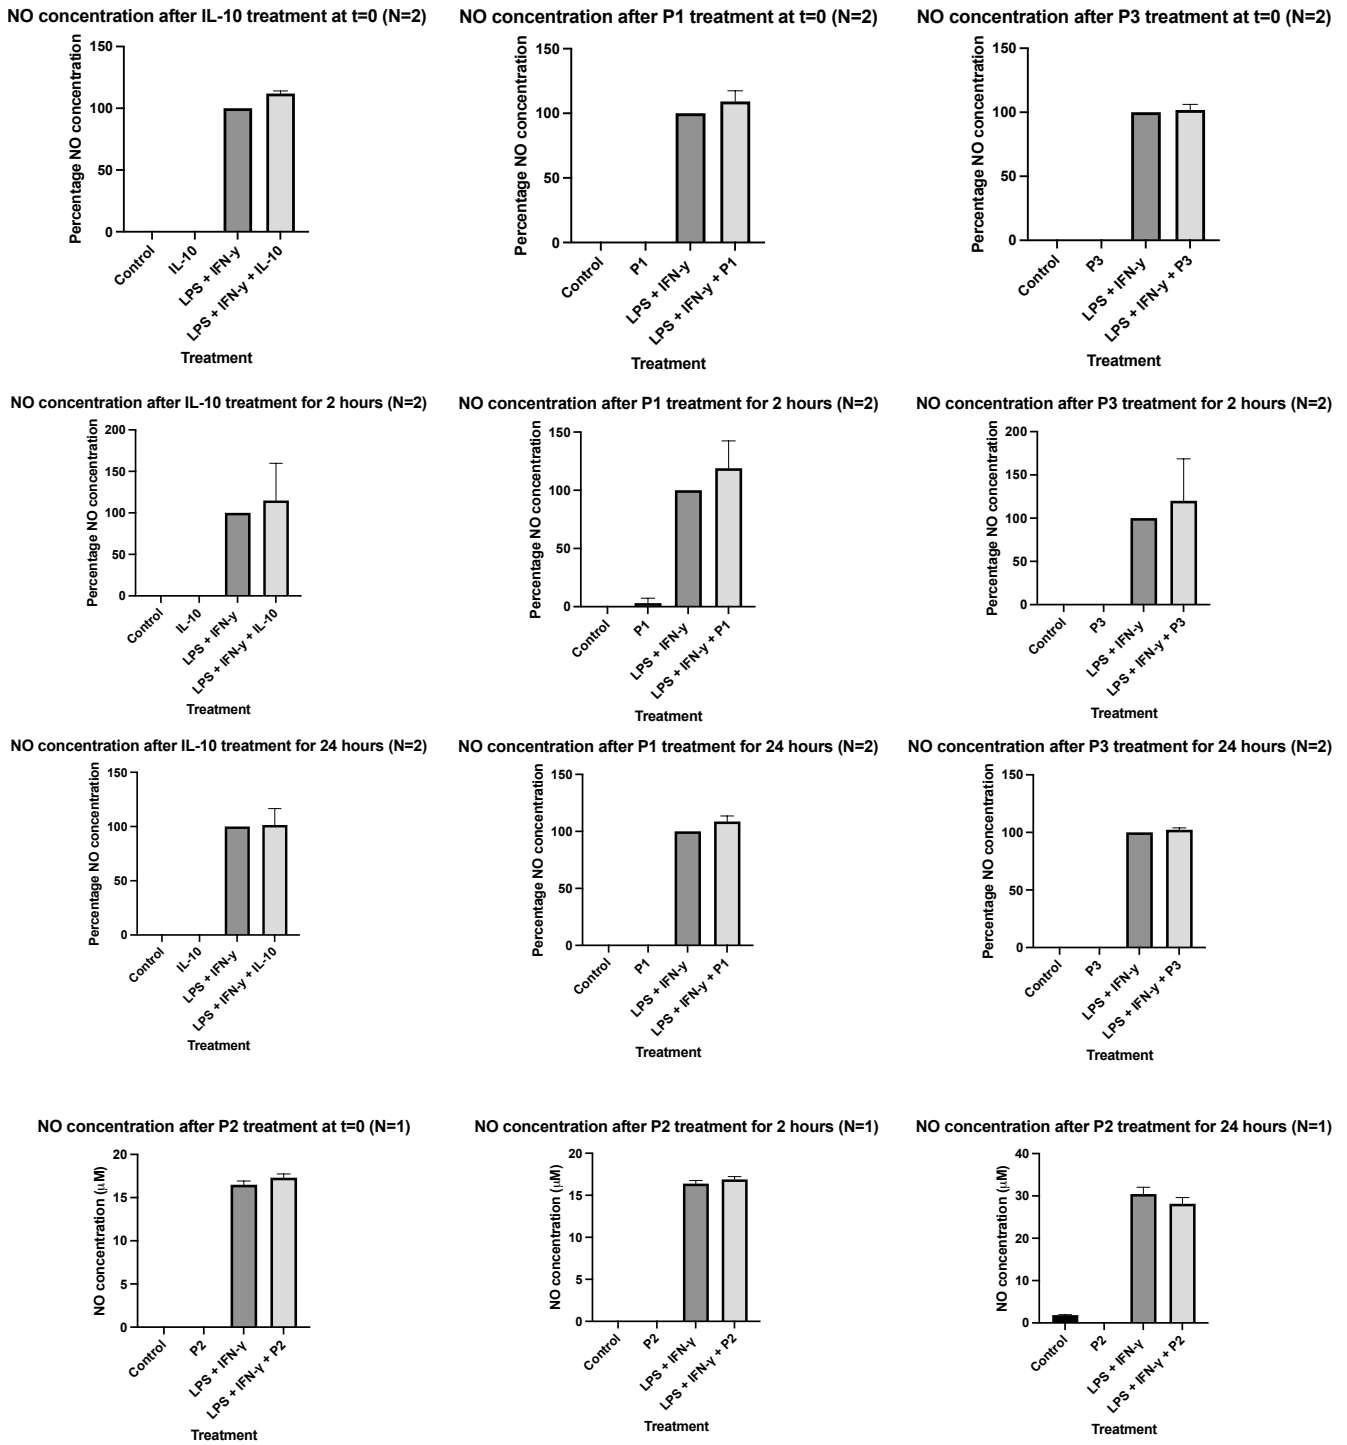 NO concentration after IL-10 treatment at t=0 (N=2)
Percentage NO concentration
150
100
50
0
Control
IL-10
LPS + IFN-y
LPS + IFN-y + IL-10
Treatment
NO concentration after P1 treatment at t=0 (N=2)
Percentage NO concentration
150
100
50
0
Control
P1
LPS + IFN-y
LPS + IFN-y + P1
Treatment
NO concentration after P3 treatment at t=0 (N=2)
Percentage NO concentration
150
100
50
0
Control
P3
LPS + IFN-y
LPS + IFN-y + P3
Treatment
NO concentration after IL-10 treatment for 2 hours (N=2)
Percentage NO concentration
200
150
100
50
0
Control
IL-10
LPS + IFN-y
LPS + IFN-y + IL-10
Treatment
NO concentration after P1 treatment for 2 hours (N=2)
Percentage NO concentration
150
100
50
0
Control
P1
LPS + IFN-y
LPS + IFN-y + P1
Treatment
NO concentration after P3 treatment for 2 hours (N=2)
Percentage NO concentration
200
150
100
50
0
Control
P3
LPS + IFN-y
LPS + IFN-y + P3
Treatment
NO concentration after IL-10 treatment for 24 hours (N=2)
Percentage NO concentration
150
100
50
0
Control
IL-10
LPS + IFN-y
LPS + IFN-y + IL-10
Treatment
NO concentration after P1 treatment for 24 hours (N=2)
Percentage NO concentration
150
100
50
0
Control
P1
LPS + IFN-y
LPS + IFN-y + P1
Treatment
NO concentration after P3 treatment for 24 hours (N=2)
Percentage NO concentration
150
100
50
0
Control
P3
LPS + IFN-y
LPS + IFN-y + P3
Treatment
NO concentration after P2 treatment at t=0 (N=1)
NO concentration (μM)
20
15
10
5
0
Control
P2
LPS + IFN-γ
LPS + IFN-γ + P2
Treatment
NO concentration after P2 treatment for 2 hours (N=1)
NO concentration (μM)
20
15
10
5
0
Control
P2
LPS + IFN-γ
LPS + IFN-γ + P2
Treatment
NO concentration after P2 treatment for 24 hours (N=1)
NO concentration (μM)
40
30
20
10
0
Control
P2
LPS + IFN-γ
LPS + IFN-γ + P2
Treatment